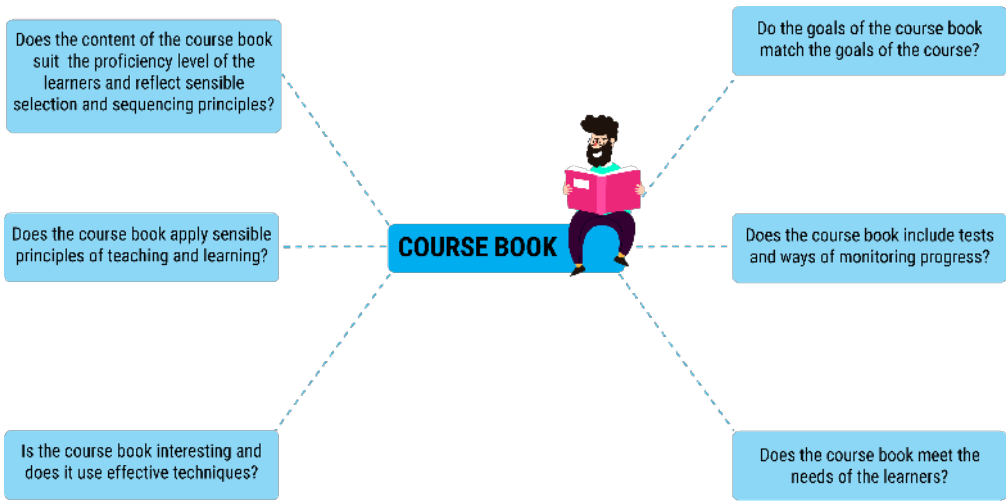 Does the content of the course book
suit the proficiency level of the
learners and reflect sensible
selection and sequencing principles?
Do the goals of the course book
match the goals of the course?
Does the course book apply sensible
principles of teaching and learning?
COURSE BOOK
Does the course book include tests
and ways of monitoring progress?
Is the course book interesting and
does it use effective techniques?
Does the course book meet the
needs of the learners?